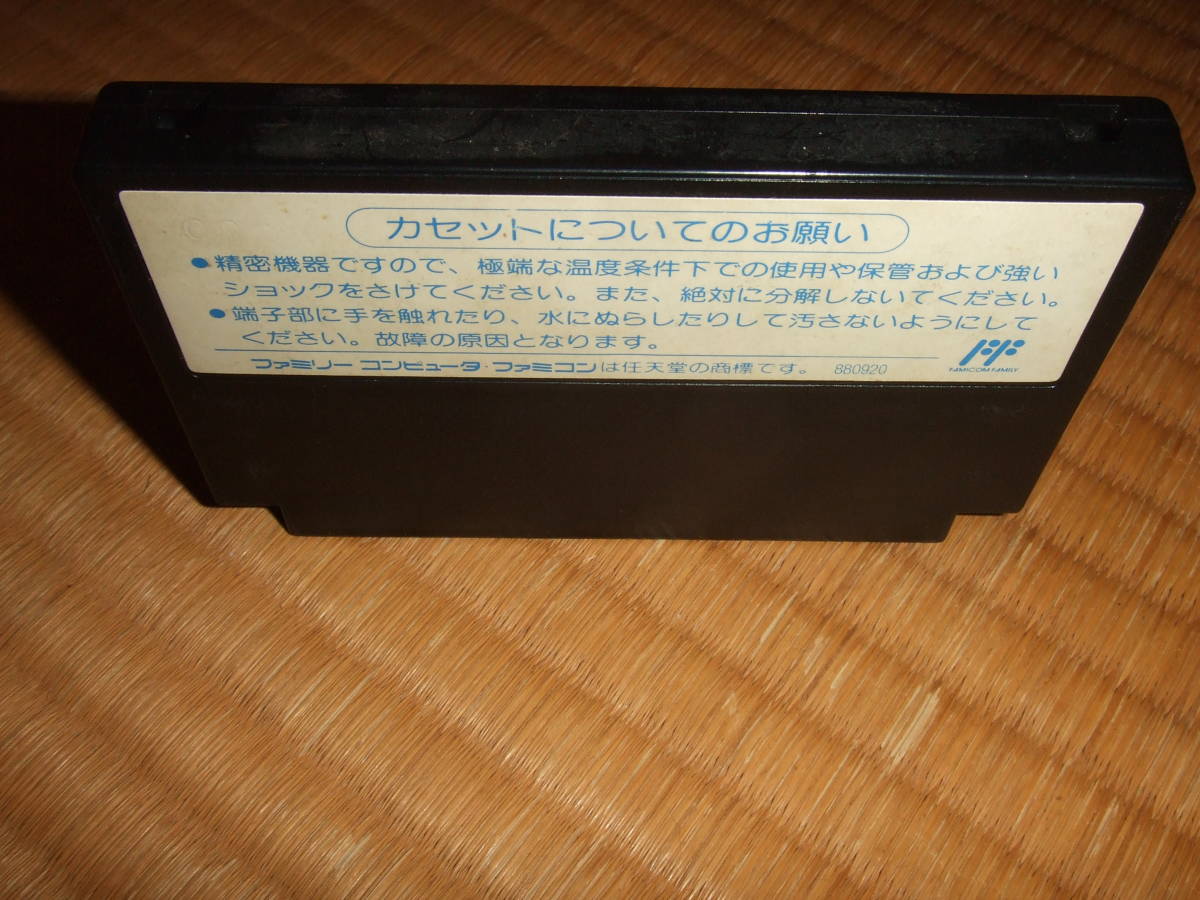 カセットについてのお願い
●精密機器ですので、極端な温度条件下での使用や保管および強い
ショックをさけてください。また、絶対に分解しないでください。
●端子部に手を触れたり、水にぬらしたりして汚さないようにして
ください。故障の原因となります。
FAMICOM FAMILY
ファミリー コンピュータ・ファミコンは任天堂の商標です。 880920